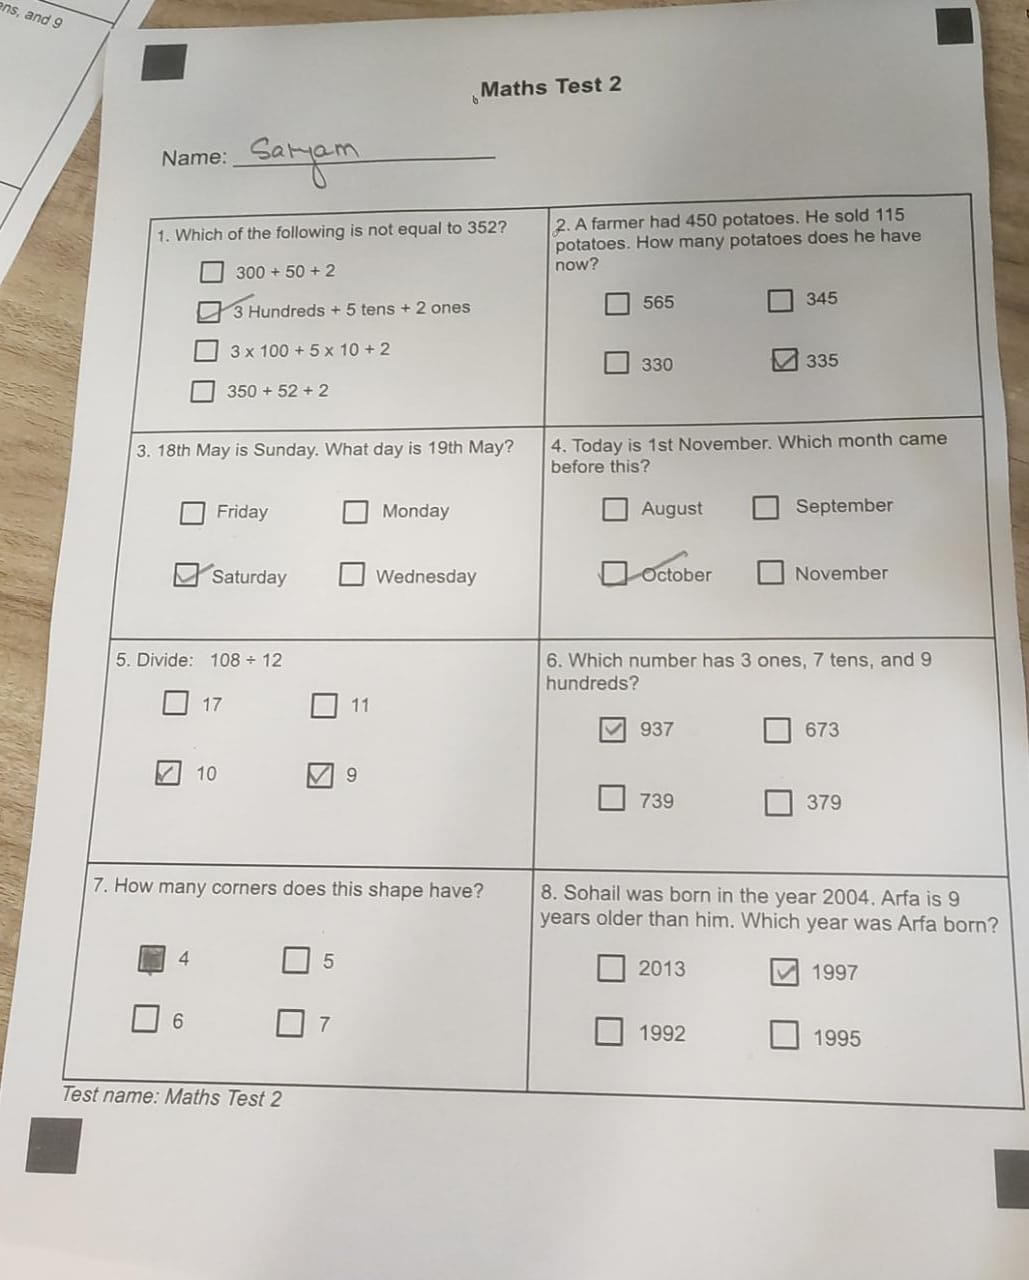 ens, and 9
Maths Test 2
Name: Satyam
1. Which of the following is not equal to 352?
300 + 50 + 2
3 Hundreds + 5 tens + 2 ones
3 x 100 + 5 x 10 + 2
350 + 52 + 2
2. A farmer had 450 potatoes. He sold 115
potatoes. How many potatoes does he have
now?
565 345
330 335
3. 18th May is Sunday. What day is 19th May?
Friday Monday
Saturday Wednesday
4. Today is 1st November. Which month came
before this?
August September
October November
5. Divide: 108 ÷ 12
17 11
10 9
6. Which number has 3 ones, 7 tens, and 9
hundreds?
937 673
739 379
7. How many corners does this shape have?
4 5
6 7
8. Sohail was born in the year 2004. Arfa is 9
years older than him. Which year was Arfa born?
2013 1997
1992 1995
Test name: Maths Test 2